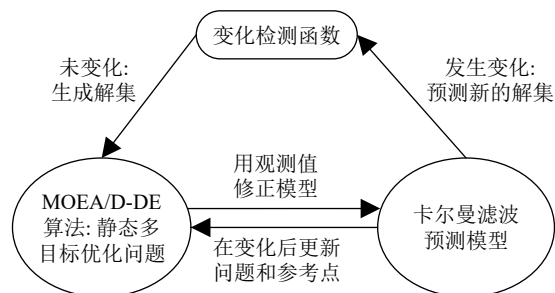 变化检测函数
未变化:
生成解集
发生变化:
预测新的解集
用观测值
修正模型
MOEA/D-DE
算法: 静态多
目标优化问题
卡尔曼滤波
预测模型
在变化后更新
问题和参考点